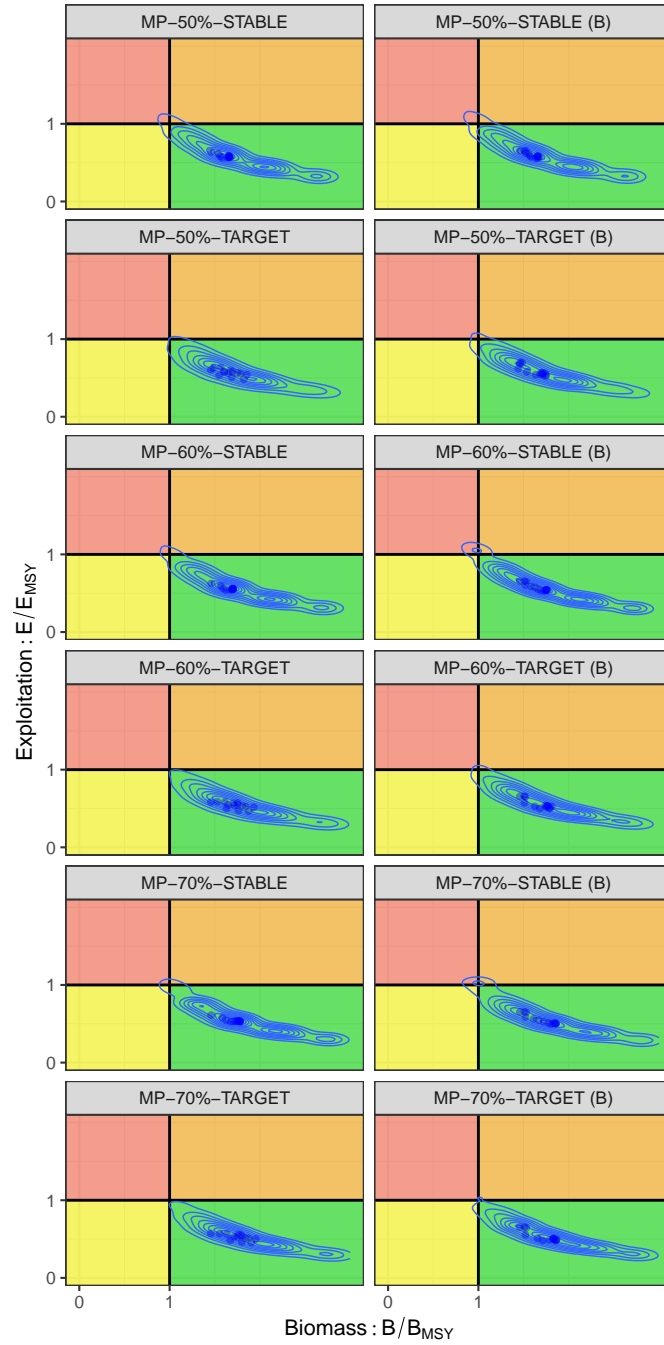 MP−50%−STABLE
MP−50%−STABLE (B)
1
0
MP−50%−TARGET
MP−50%−TARGET (B)
1
0
MP−60%−STABLE
MP−60%−STABLE (B)
1
0
Exploitation : E/E_MSY
MP−60%−TARGET
MP−60%−TARGET (B)
1
0
MP−70%−STABLE
MP−70%−STABLE (B)
1
0
MP−70%−TARGET
MP−70%−TARGET (B)
1
0
0 1 0 1
Biomass : B/B_MSY